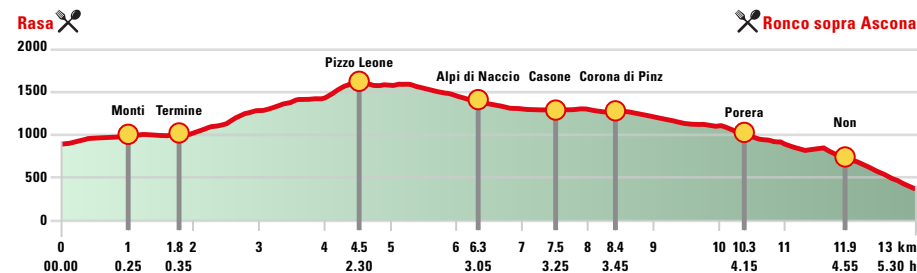 Rasa
Ronco sopra Ascona
2000
Pizzo Leone
1500
Alpi di Naccio Casone Corona di Pinz
Monti Termine
Porera
1000
Non
500
0
0 1 1.8 2 3 4 4.5 5 6 6.3 7 7.5 8 8.4 9 10 10.3 11 11.9 13 km
00.00 0.25 0.35 2.30 3.05 3.25 3.45 4.15 4.55 5.30 h